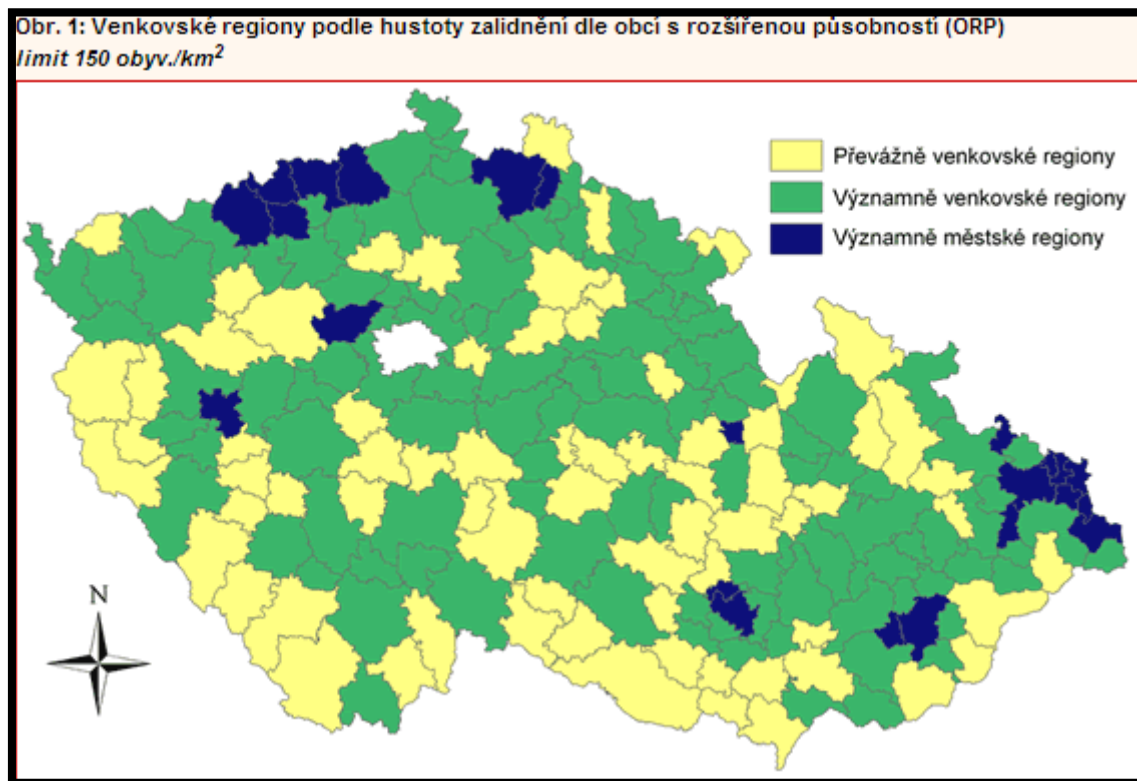 Obr. 1: Venkovské regiony podle hustoty zalidnění dle obcí s rozšířenou působností (ORP)
limit 150 obyv./km²
Převážně venkovské regiony
Významně venkovské regiony
Významně městské regiony
N